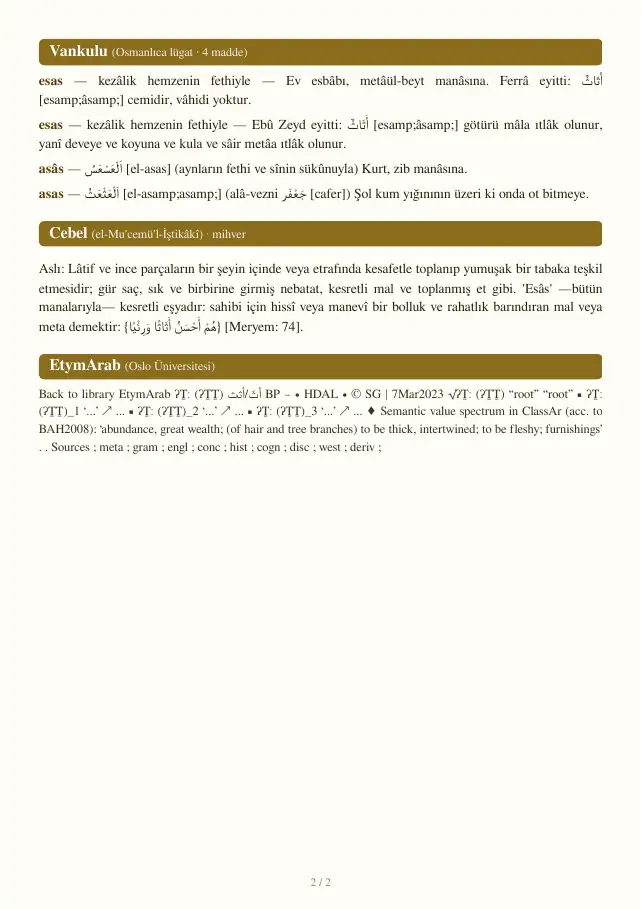 Vankulu (Osmanlıca lügat · 4 madde)
esas — kezâlik hemzenin fethiyle — Ev esbâbı, metâül-beyt manâsına. Ferrâ eyitti: أَثَاثٌ
[esamp;âsamp;] cemidir, vâhidi yoktur.
esas — kezâlik hemzenin fethiyle — Ebû Zeyd eyitti: أَثَاثٌ [esamp;âsamp;] götürü mâla ıtlâk olunur,
yanî deveye ve koyuna ve kula ve sâir metâa ıtlâk olunur.
asâs — اَلْعَسْعَسُ [el-asas] (aynların fethi ve sînin sükûnuyla) Kurt, zib manâsına.
asas — اَلْعَثْعَثُ [el-asamp;asamp;] (alâ-vezni جَعْفَر [cafer]) Şol kum yığınının üzeri ki onda ot bitmeye.
Cebel (el-Mu'cemü'l-İştikâkî) · mihver
Aslı: Lâtif ve ince parçaların bir şeyin içinde veya etrafında kesafetle toplanıp yumuşak bir tabaka teşkil
etmesidir; gür saç, sık ve birbirine girmiş nebatat, kesretli mal ve toplanmış et gibi. 'Esâs' —bütün
manalarıyla— kesretli eşyadır: sahibi için hissî veya manevî bir bolluk ve rahatlık barındıran mal veya
meta demektir: {هُمْ أَحْسَنُ أَثَاثًا وَرِئْيًا} [Meryem: 74].
EtymArab (Oslo Üniversitesi)
Back to library EtymArab ʔṮ: (ʔṮṮ) أثّ/أثث BP – • HDAL • © SG | 7Mar2023 √ʔṮ: (ʔṮṮ) “root” “root” ▪ ʔṮ:
(ʔṮṮ)_1 ‘...’ ↗ ... ▪ ʔṮ: (ʔṮṮ)_2 ‘...’ ↗ ... ▪ ʔṮ: (ʔṮṮ)_3 ‘...’ ↗ ... ♦ Semantic value spectrum in ClassAr (acc. to
BAH2008): ‘abundance, great wealth; (of hair and tree branches) to be thick, intertwined; to be fleshy; furnishings’
. . Sources ; meta ; gram ; engl ; conc ; hist ; cogn ; disc ; west ; deriv ;
2 / 2